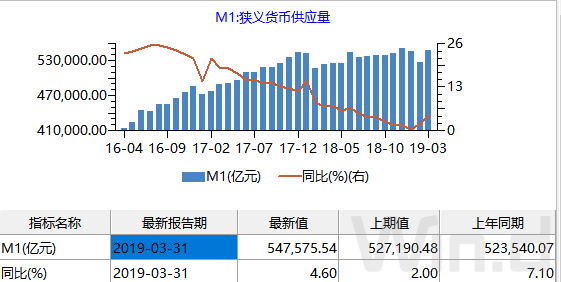 M1:狭义货币供应量
530,000.00
470,000.00
410,000.00
26
13
0
16-04 16-09 17-02 17-07 17-12 18-05 18-10 19-03
M1(亿元) 同比(%)(右)
指标名称 最新报告期 最新值 上期值 上年同期
M1(亿元) 2019-03-31 547,575.54 527,190.48 523,540.07
同比(%) 2019-03-31 4.60 2.00 7.10
Win.d